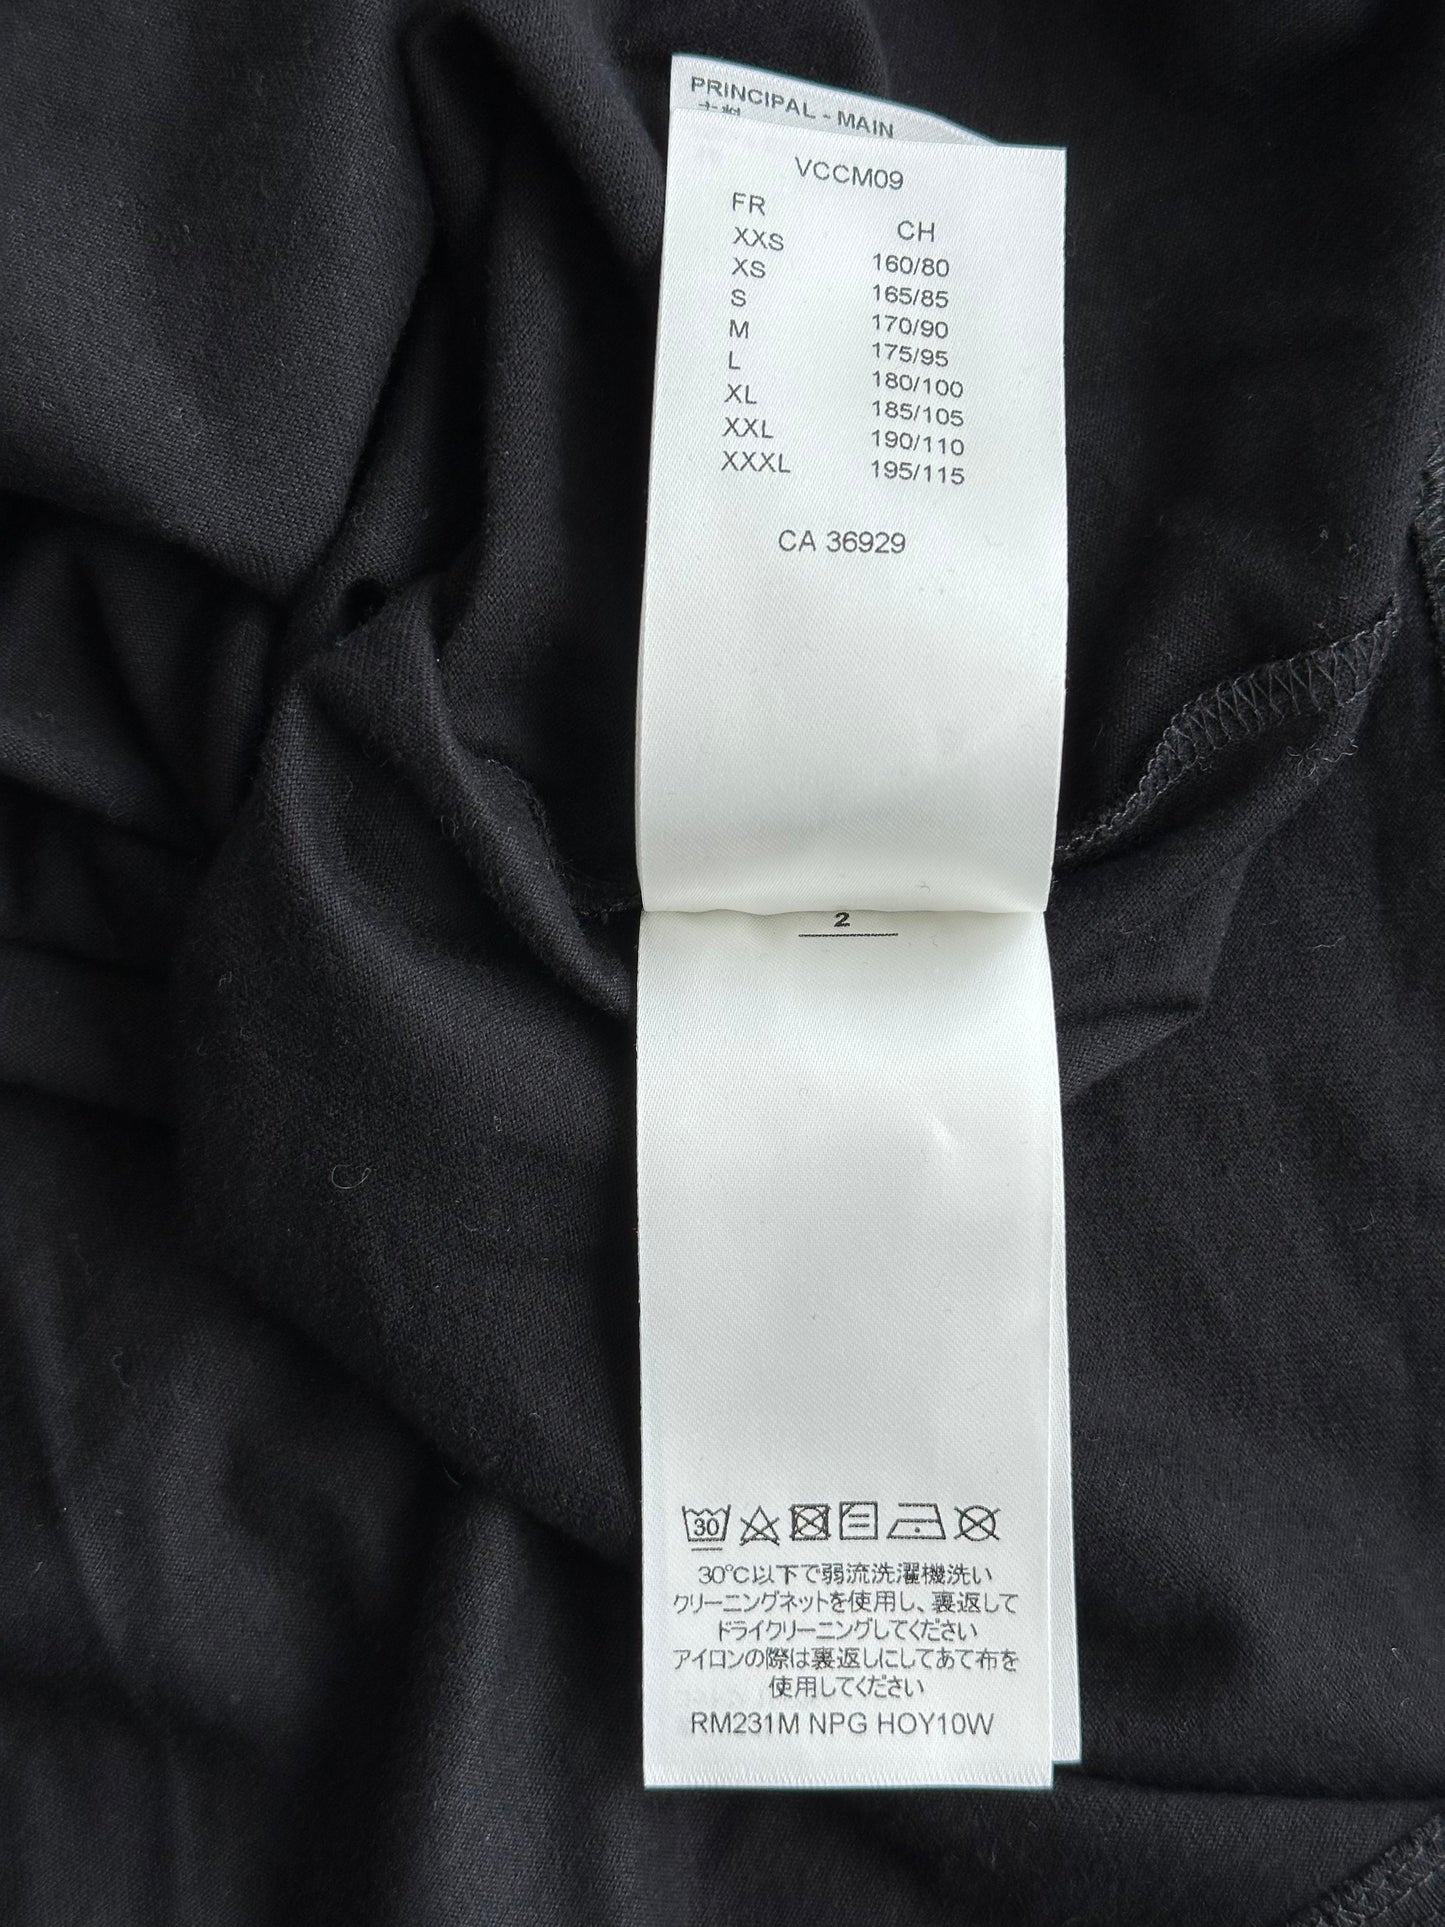 PRINCIPAL - MAIN
VCCM09
FR CH
XXS 160/80
XS 165/85
S 170/90
M 175/95
L 180/100
XL 185/105
XXL 190/110
XXXL 195/115
CA 36929
2
30
30℃以下で弱流洗濯機洗い
クリーニングネットを使用し、裏返して
ドライクリーニングしてください
アイロンの際は裏返しにしてあて布を
使用してください
RM231M NPG HOY10W